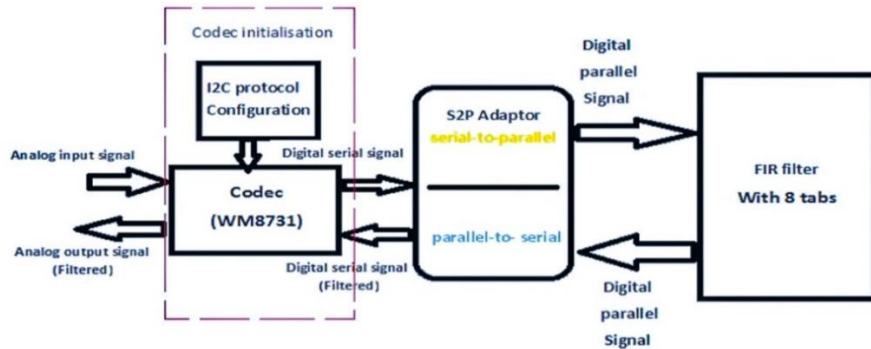 Codec initialisation
I2C protocol
Configuration
Analog input signal
Codec
(WM8731)
Analog output signal
(Filtered)
Digital serial signal
Digital serial signal
(Filtered)
S2P Adaptor
serial-to-parallel
parallel-to- serial
Digital
parallel
Signal
FIR filter
With 8 tabs
Digital
parallel
Signal